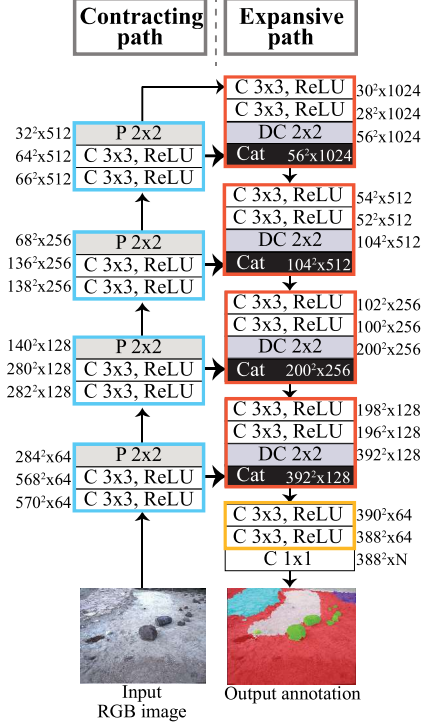 Contracting path
Expansive path
C 3x3, ReLU 30²x1024
C 3x3, ReLU 28²x1024
DC 2x2 56²x1024
Cat 56²x1024
32²x512 P 2x2
64²x512 C 3x3, ReLU
66²x512 C 3x3, ReLU
C 3x3, ReLU 54²x512
C 3x3, ReLU 52²x512
DC 2x2 104²x512
Cat 104²x512
68²x256 P 2x2
136²x256 C 3x3, ReLU
138²x256 C 3x3, ReLU
C 3x3, ReLU 102²x256
C 3x3, ReLU 100²x256
DC 2x2 200²x256
Cat 200²x256
140²x128 P 2x2
280²x128 C 3x3, ReLU
282²x128 C 3x3, ReLU
C 3x3, ReLU 198²x128
C 3x3, ReLU 196²x128
DC 2x2 392²x128
Cat 392²x128
284²x64 P 2x2
568²x64 C 3x3, ReLU
570²x64 C 3x3, ReLU
C 3x3, ReLU 390²x64
C 3x3, ReLU 388²x64
C 1x1 388²xN
Input
RGB image
Output annotation